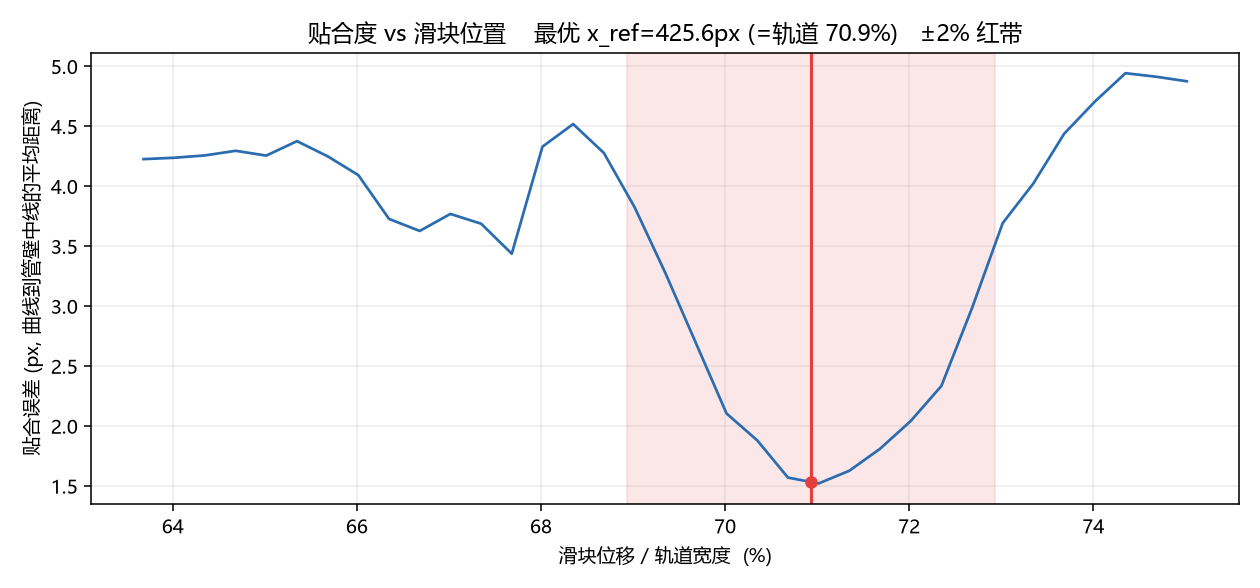 贴合度 vs 滑块位置    最优 x_ref=425.6px (=轨道 70.9%)   ±2% 红带
贴合误差 (px, 曲线到管壁中线的平均距离)
5.0
4.5
4.0
3.5
3.0
2.5
2.0
1.5
64 66 68 70 72 74
滑块位移 / 轨道宽度  (%)